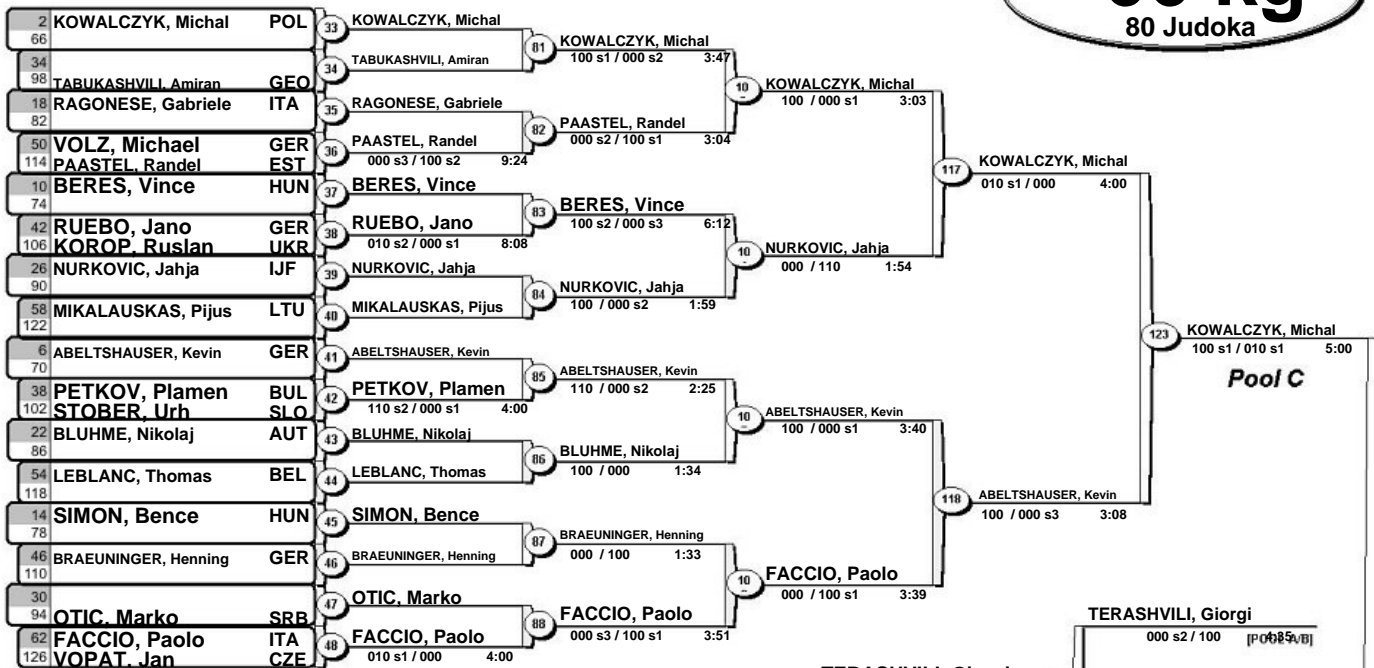 80 Judoka
2 KOWALCZYK, Michal POL
66
34
98 TABUKASHVILI, Amiran GEO
18 RAGONESE, Gabriele ITA
82
50 VOLZ, Michael GER
114 PAASTEL, Randel EST
10 BERES, Vince HUN
74
42 RUEBO, Jano GER
106 KOROP, Ruslan UKR
26 NURKOVIC, Jahja IJF
90
58 MIKALAUSKAS, Pijus LTU
122
6 ABELTSHAUSER, Kevin GER
70
38 PETKOV, Plamen BUL
102 STOBER, Urh SLO
22 BLUHME, Nikolaj AUT
86
54 LEBLANC, Thomas BEL
118
14 SIMON, Bence HUN
78
46 BRAEUNINGER, Henning GER
110
30
94 OTIC, Marko SRB
62 FACCIO, Paolo ITA
126 VOPAT, Jan CZE
33 KOWALCZYK, Michal
34 TABUKASHVILI, Amiran
35 RAGONESE, Gabriele
36 PAASTEL, Randel
000 s3 / 100 s2 9:24
37 BERES, Vince
38 RUEBO, Jano
010 s2 / 000 s1 8:08
39 NURKOVIC, Jahja
40 MIKALAUSKAS, Pijus
41 ABELTSHAUSER, Kevin
42 PETKOV, Plamen
110 s2 / 000 s1 4:00
43 BLUHME, Nikolaj
44 LEBLANC, Thomas
45 SIMON, Bence
46 BRAEUNINGER, Henning
47 OTIC, Marko
48 FACCIO, Paolo
010 s1 / 000 4:00
81 KOWALCZYK, Michal
100 s1 / 000 s2 3:47
82 PAASTEL, Randel
000 s2 / 100 s1 3:04
83 BERES, Vince
100 s2 / 000 s3 6:12
84 NURKOVIC, Jahja
100 / 000 s2 1:59
85 ABELTSHAUSER, Kevin
110 / 000 s2 2:25
86 BLUHME, Nikolaj
100 / 000 1:34
87 BRAEUNINGER, Henning
000 / 100 1:33
88 FACCIO, Paolo
000 s3 / 100 s1 3:51
10 KOWALCZYK, Michal
100 / 000 s1 3:03
10 NURKOVIC, Jahja
000 / 110 1:54
10 ABELTSHAUSER, Kevin
100 / 000 s1 3:40
10 FACCIO, Paolo
000 / 100 s1 3:39
117 KOWALCZYK, Michal
010 s1 / 000 4:00
118 ABELTSHAUSER, Kevin
100 / 000 s3 3:08
123 KOWALCZYK, Michal
100 s1 / 010 s1 5:00
Pool C
TERASHVILI, Giorgi
000 s2 / 100